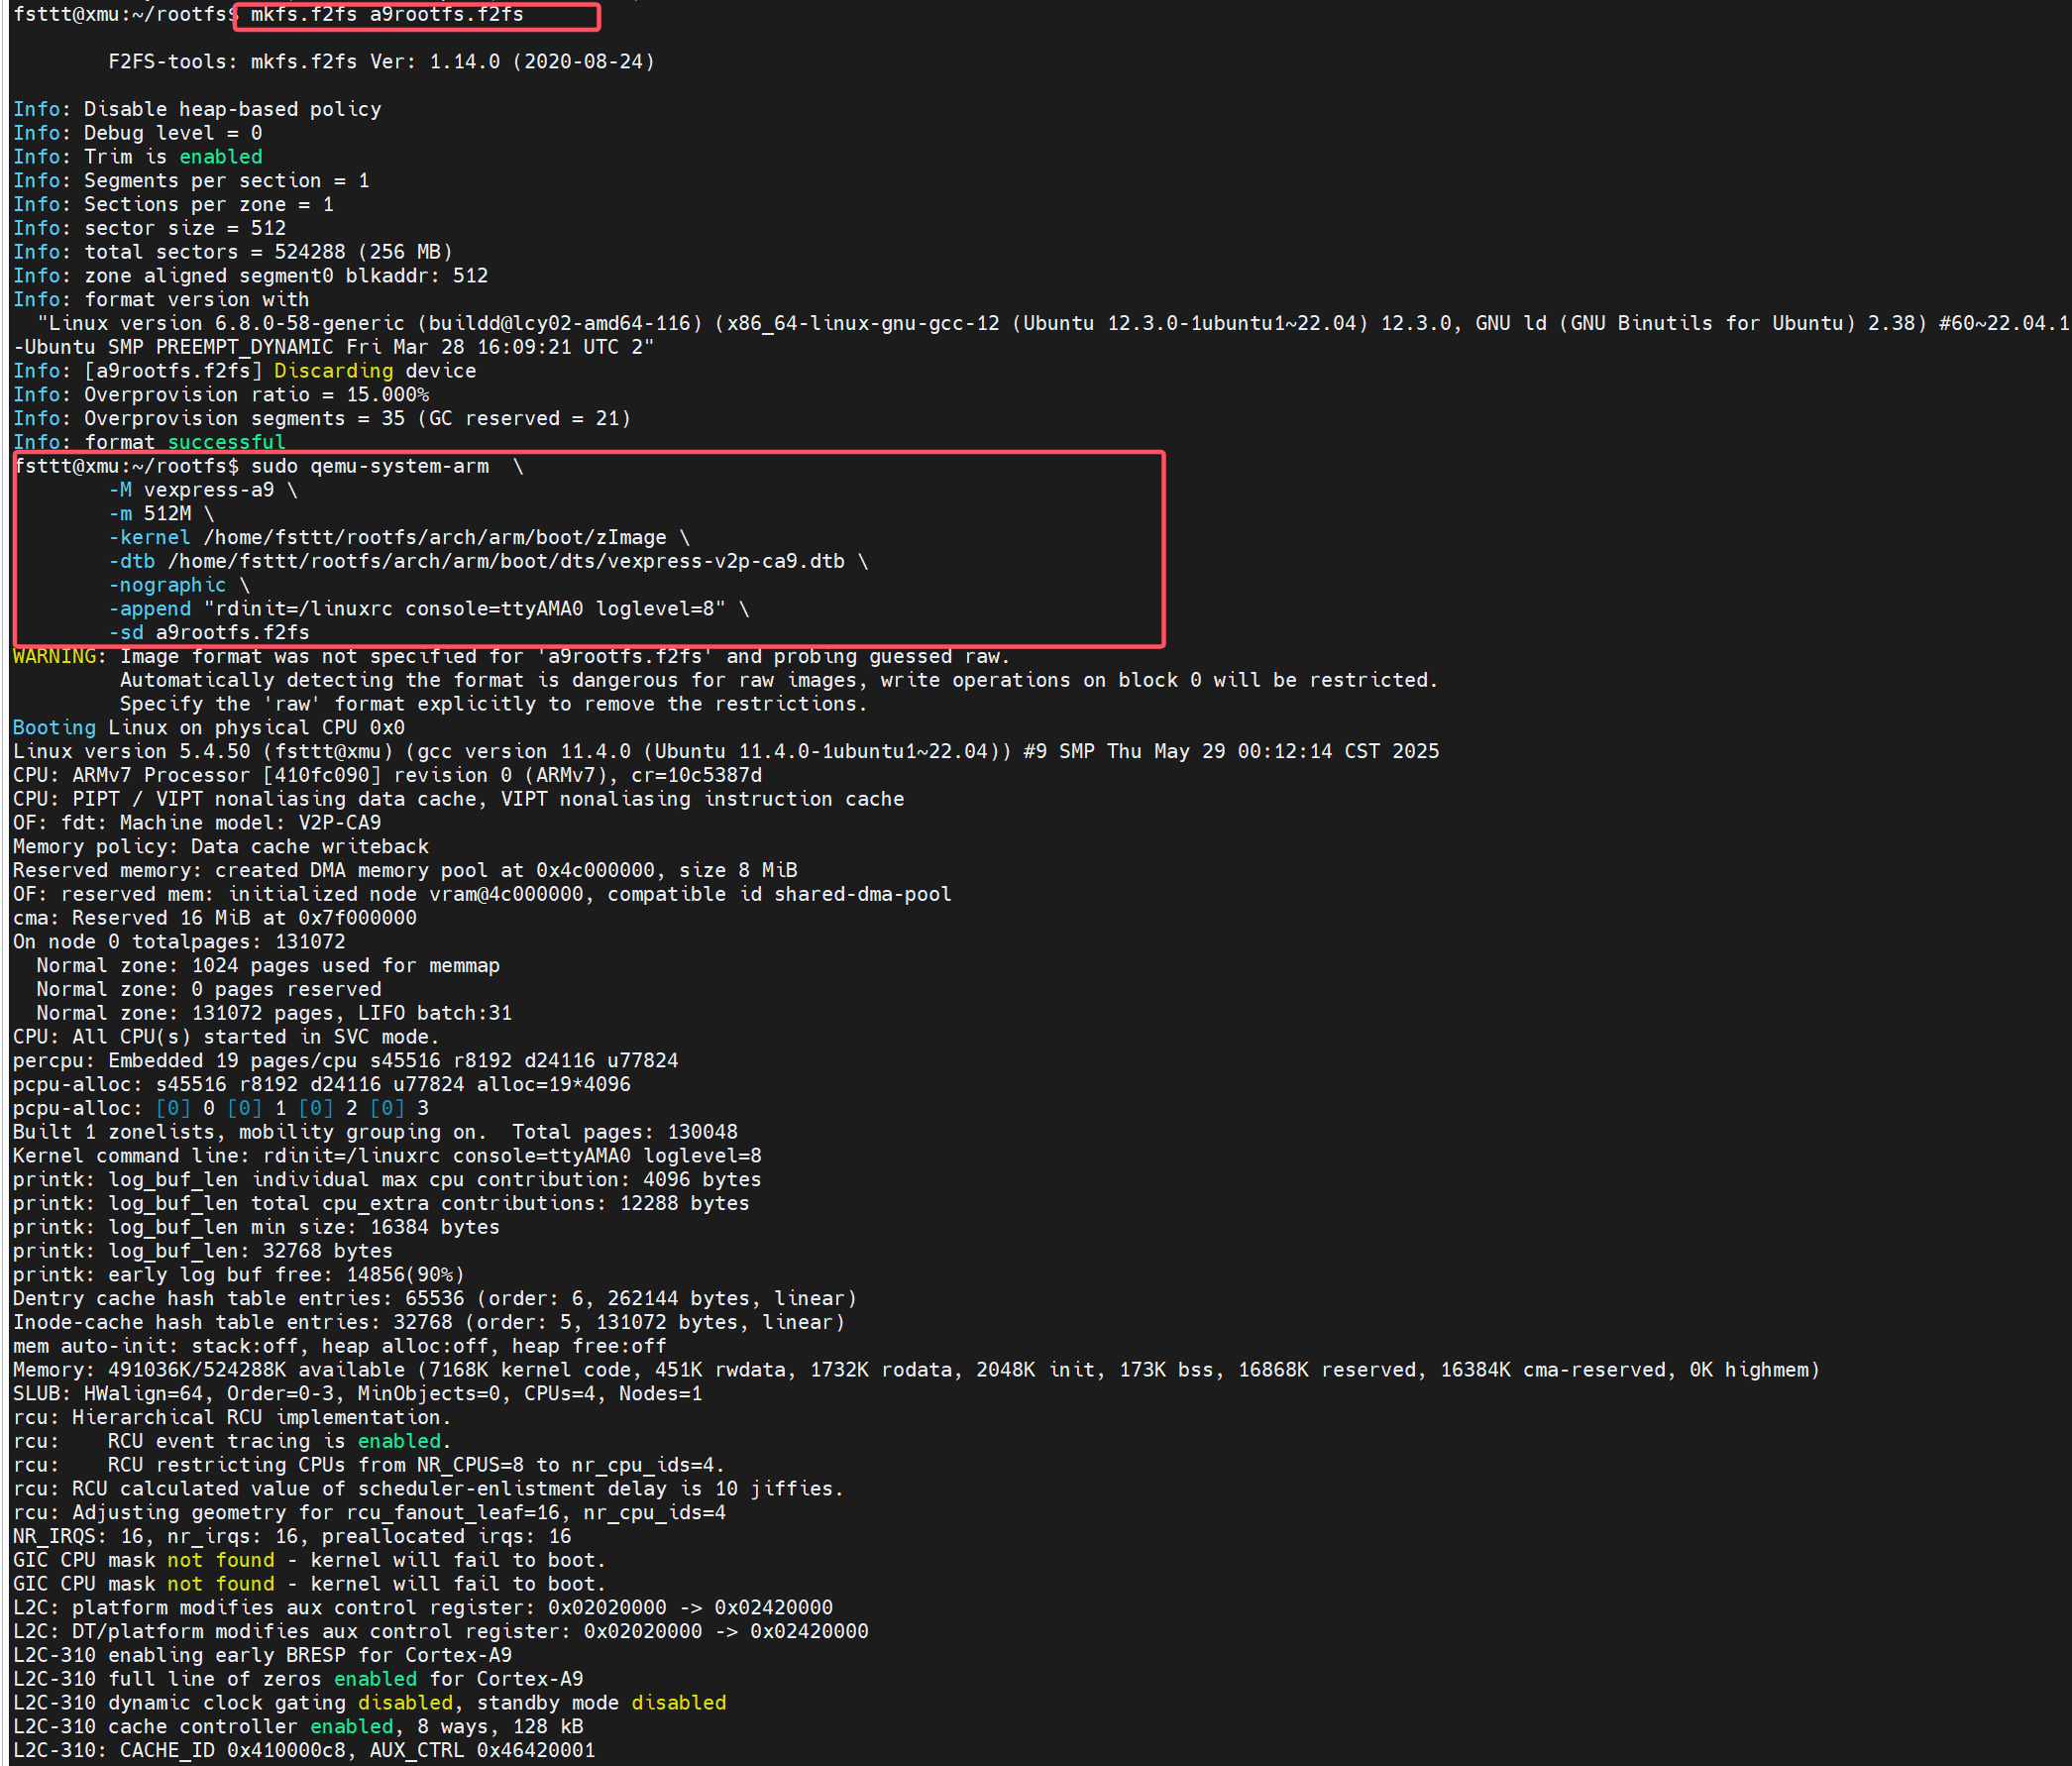 fsttt@xmu:~/rootfs$ mkfs.f2fs a9rootfs.f2fs
F2FS-tools: mkfs.f2fs Ver: 1.14.0 (2020-08-24)
Info: Disable heap-based policy
Info: Debug level = 0
Info: Trim is enabled
Info: Segments per section = 1
Info: Sections per zone = 1
Info: sector size = 512
Info: total sectors = 524288 (256 MB)
Info: zone aligned segment0 blkaddr: 512
Info: format version with
"Linux version 6.8.0-58-generic (buildd@lcy02-amd64-116) (x86_64-linux-gnu-gcc-12 (Ubuntu 12.3.0-1ubuntu1~22.04) 12.3.0, GNU ld (GNU Binutils for Ubuntu) 2.38) #60~22.04.1
-Ubuntu SMP PREEMPT_DYNAMIC Fri Mar 28 16:09:21 UTC 2"
Info: [a9rootfs.f2fs] Discarding device
Info: Overprovision ratio = 15.000%
Info: Overprovision segments = 35 (GC reserved = 21)
Info: format successful
fsttt@xmu:~/rootfs$ sudo qemu-system-arm  \
-M vexpress-a9 \
-m 512M \
-kernel /home/fsttt/rootfs/arch/arm/boot/zImage \
-dtb /home/fsttt/rootfs/arch/arm/boot/dts/vexpress-v2p-ca9.dtb \
-nographic \
-append "rdinit=/linuxrc console=ttyAMA0 loglevel=8" \
-sd a9rootfs.f2fs
WARNING: Image format was not specified for 'a9rootfs.f2fs' and probing guessed raw.
Automatically detecting the format is dangerous for raw images, write operations on block 0 will be restricted.
Specify the 'raw' format explicitly to remove the restrictions.
Booting Linux on physical CPU 0x0
Linux version 5.4.50 (fsttt@xmu) (gcc version 11.4.0 (Ubuntu 11.4.0-1ubuntu1~22.04)) #9 SMP Thu May 29 00:12:14 CST 2025
CPU: ARMv7 Processor [410fc090] revision 0 (ARMv7), cr=10c5387d
CPU: PIPT / VIPT nonaliasing data cache, VIPT nonaliasing instruction cache
OF: fdt: Machine model: V2P-CA9
Memory policy: Data cache writeback
Reserved memory: created DMA memory pool at 0x4c000000, size 8 MiB
OF: reserved mem: initialized node vram@4c000000, compatible id shared-dma-pool
cma: Reserved 16 MiB at 0x7f000000
On node 0 totalpages: 131072
Normal zone: 1024 pages used for memmap
Normal zone: 0 pages reserved
Normal zone: 131072 pages, LIFO batch:31
CPU: All CPU(s) started in SVC mode.
percpu: Embedded 19 pages/cpu s45516 r8192 d24116 u77824
pcpu-alloc: s45516 r8192 d24116 u77824 alloc=19*4096
pcpu-alloc: [0] 0 [0] 1 [0] 2 [0] 3
Built 1 zonelists, mobility grouping on.  Total pages: 130048
Kernel command line: rdinit=/linuxrc console=ttyAMA0 loglevel=8
printk: log_buf_len individual max cpu contribution: 4096 bytes
printk: log_buf_len total cpu_extra contributions: 12288 bytes
printk: log_buf_len min size: 16384 bytes
printk: log_buf_len: 32768 bytes
printk: early log buf free: 14856(90%)
Dentry cache hash table entries: 65536 (order: 6, 262144 bytes, linear)
Inode-cache hash table entries: 32768 (order: 5, 131072 bytes, linear)
mem auto-init: stack:off, heap alloc:off, heap free:off
Memory: 491036K/524288K available (7168K kernel code, 451K rwdata, 1732K rodata, 2048K init, 173K bss, 16868K reserved, 16384K cma-reserved, 0K highmem)
SLUB: HWalign=64, Order=0-3, MinObjects=0, CPUs=4, Nodes=1
rcu: Hierarchical RCU implementation.
rcu:    RCU event tracing is enabled.
rcu:    RCU restricting CPUs from NR_CPUS=8 to nr_cpu_ids=4.
rcu: RCU calculated value of scheduler-enlistment delay is 10 jiffies.
rcu: Adjusting geometry for rcu_fanout_leaf=16, nr_cpu_ids=4
NR_IRQS: 16, nr_irqs: 16, preallocated irqs: 16
GIC CPU mask not found - kernel will fail to boot.
GIC CPU mask not found - kernel will fail to boot.
L2C: platform modifies aux control register: 0x02020000 -> 0x02420000
L2C: DT/platform modifies aux control register: 0x02020000 -> 0x02420000
L2C-310 enabling early BRESP for Cortex-A9
L2C-310 full line of zeros enabled for Cortex-A9
L2C-310 dynamic clock gating disabled, standby mode disabled
L2C-310 cache controller enabled, 8 ways, 128 kB
L2C-310: CACHE_ID 0x410000c8, AUX_CTRL 0x46420001